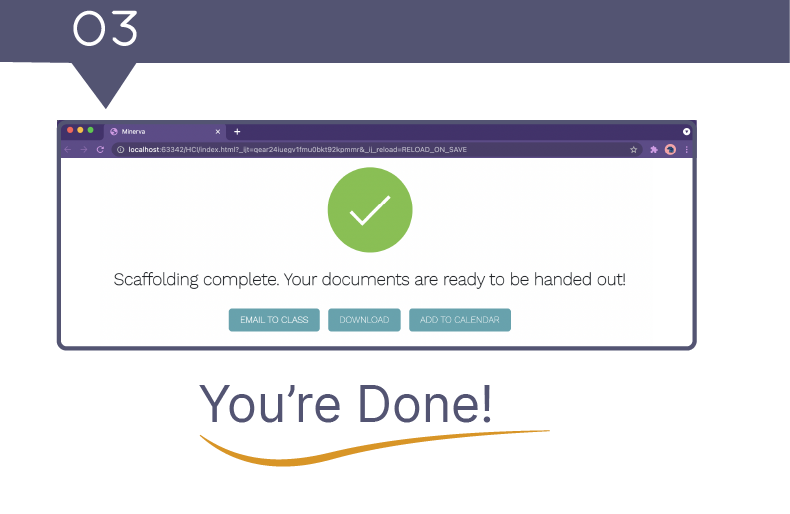 03
Minerva
localhost:63342/HCI/index.html?_ijt=qear24iuegv1fmu0bkt92kpmmr&_ij_reload=RELOAD_ON_SAVE
Scaffolding complete. Your documents are ready to be handed out!
EMAIL TO CLASS DOWNLOAD ADD TO CALENDAR
You're Done!